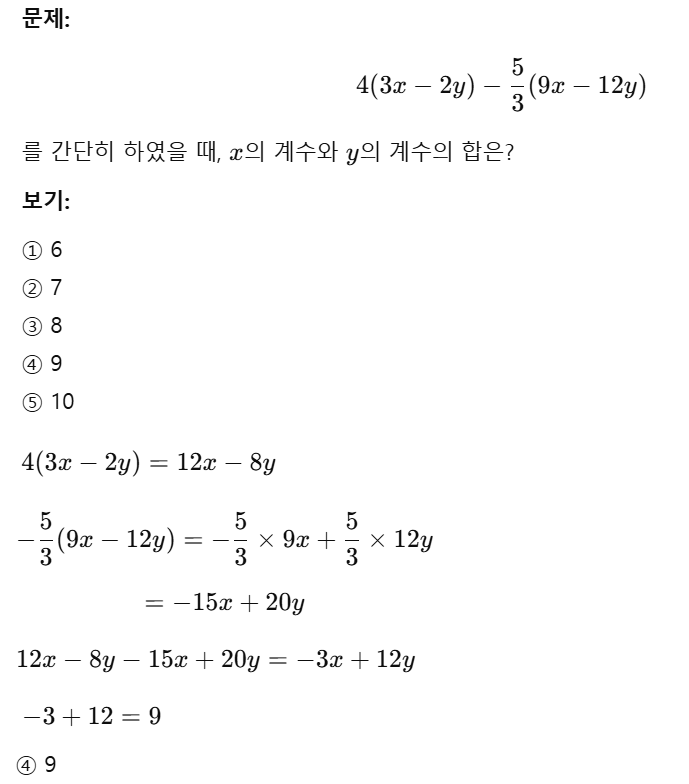 문제:
4(3x − 2y) − 5/3(9x − 12y)
를 간단히 하였을 때, x의 계수와 y의 계수의 합은?
보기:
① 6
② 7
③ 8
④ 9
⑤ 10
4(3x − 2y) = 12x − 8y
−5/3(9x − 12y) = −5/3 × 9x + 5/3 × 12y
= −15x + 20y
12x − 8y − 15x + 20y = −3x + 12y
−3 + 12 = 9
④ 9